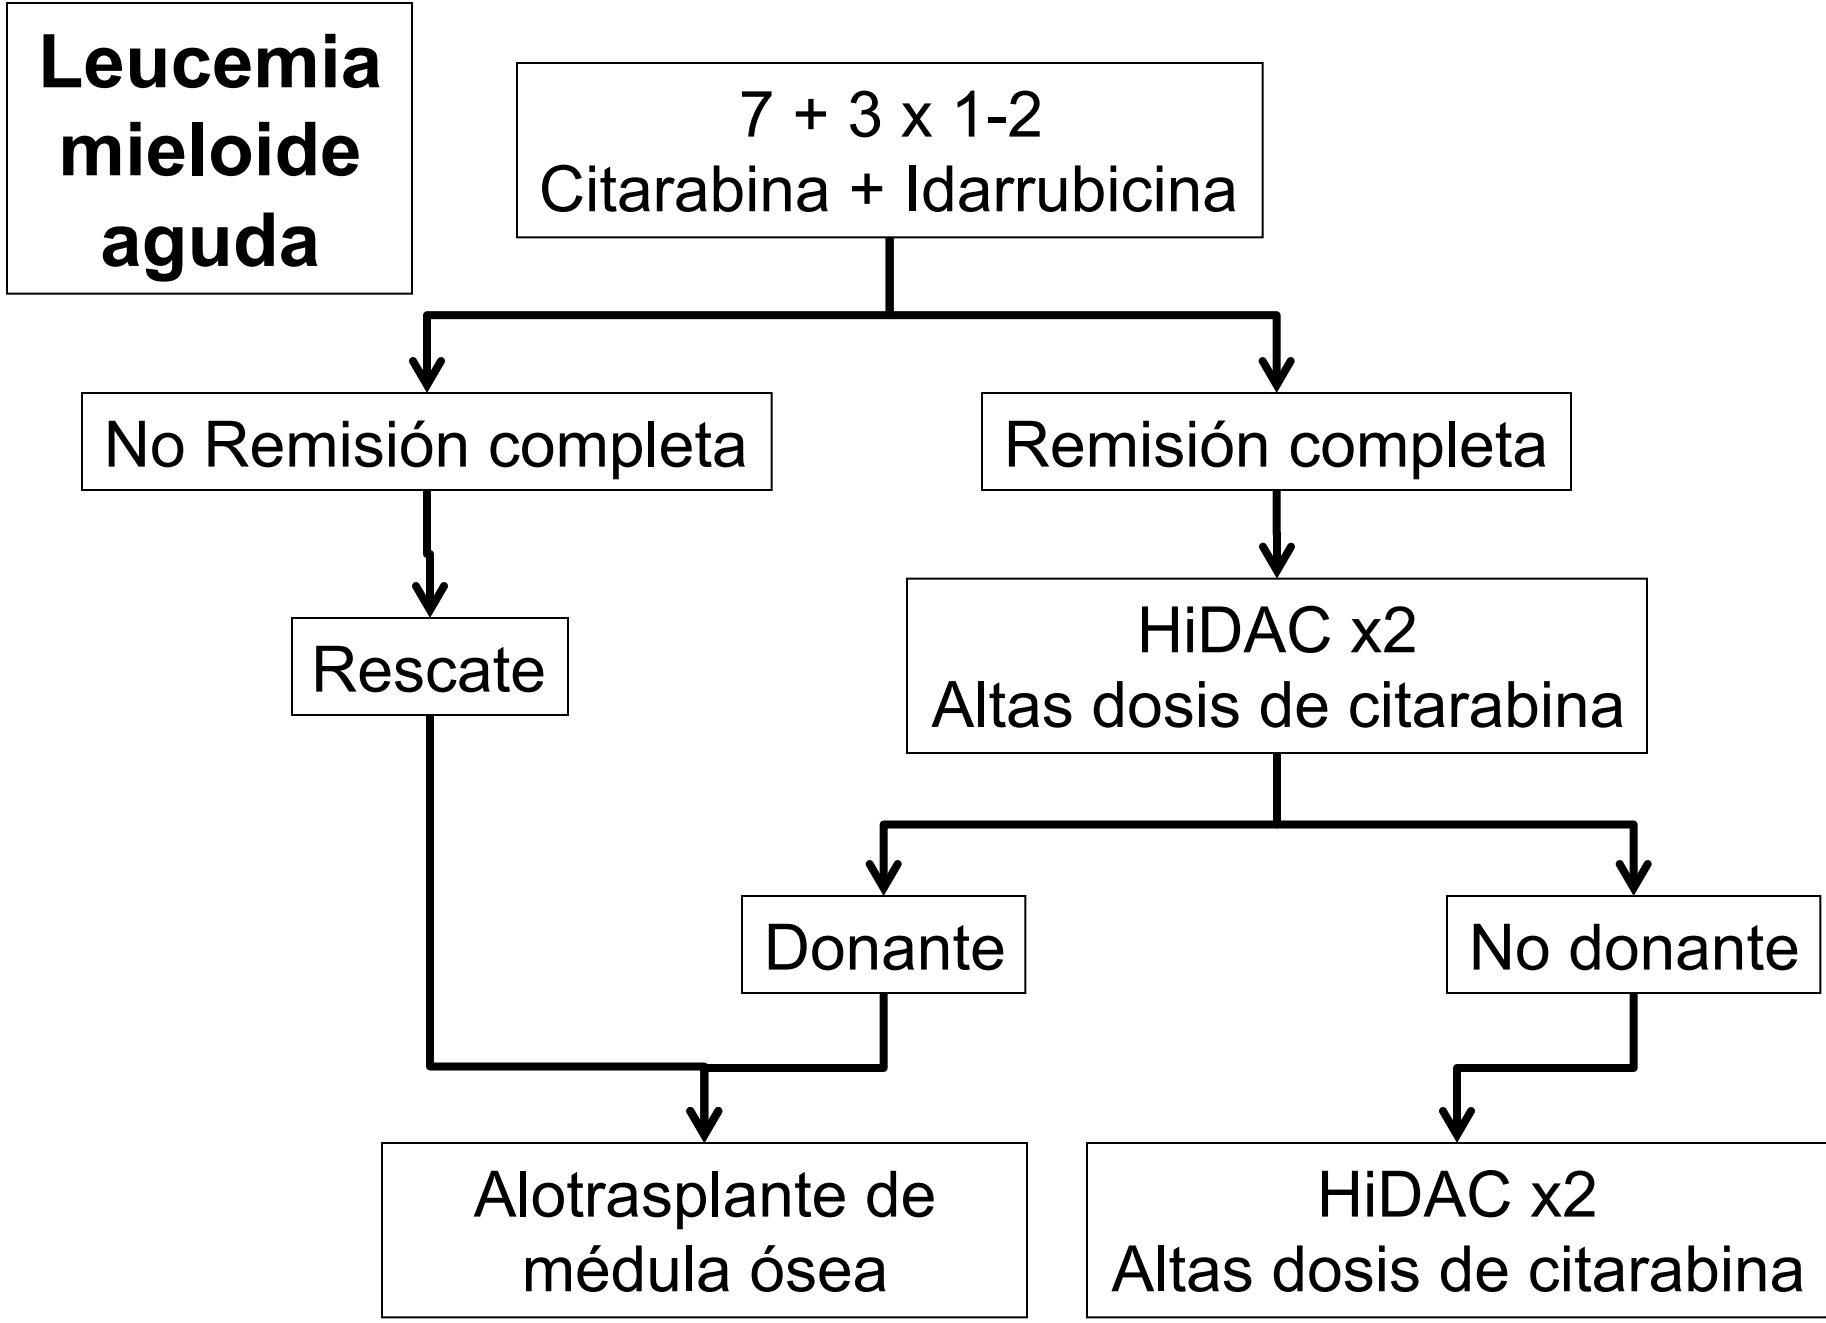 Leucemia
mieloide
aguda
7 + 3 x 1-2
Citarabina + Idarrubicina
No Remisión completa
Remisión completa
Rescate
HiDAC x2
Altas dosis de citarabina
Donante
No donante
Alotrasplante de
médula ósea
HiDAC x2
Altas dosis de citarabina